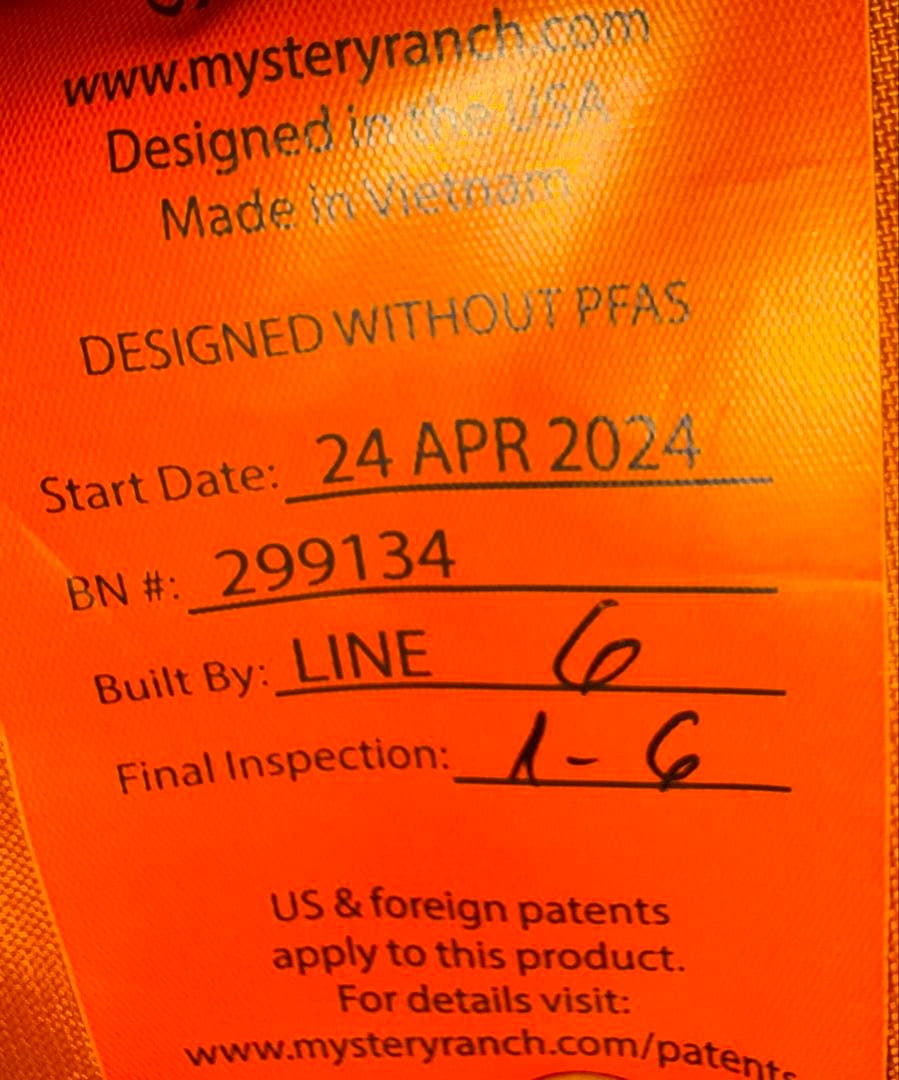 www.mysteryranch.com
Designed in the USA
Made in Vietnam
DESIGNED WITHOUT PFAS
Start Date: 24 APR 2024
BN #: 299134
Built By: LINE 6
Final Inspection: 1-6
US & foreign patents
apply to this product.
For details visit:
www.mysteryranch.com/patents